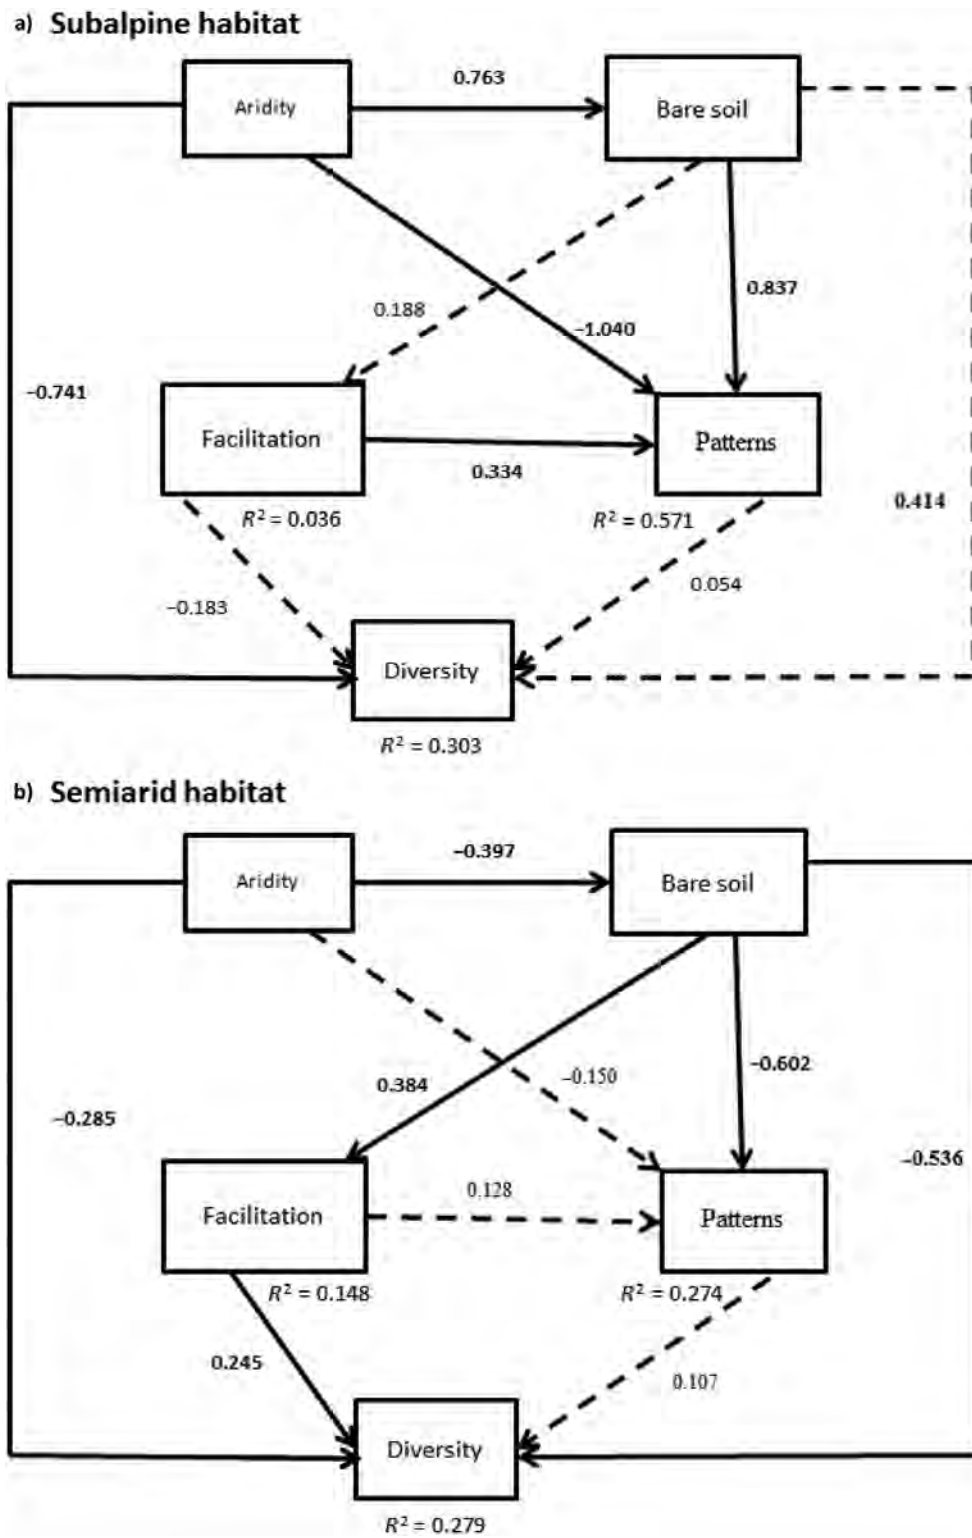 a) Subalpine habitat
0.763
Aridity
Bare soil
0.188
−1.040
0.837
−0.741
Facilitation
0.334
Patterns
R² = 0.036
R² = 0.571
0.414
−0.183
0.054
Diversity
R² = 0.303
b) Semiarid habitat
−0.397
Aridity
Bare soil
0.384
−0.150
−0.602
−0.285
−0.536
Facilitation
0.128
Patterns
R² = 0.148
R² = 0.274
0.245
0.107
Diversity
R² = 0.279